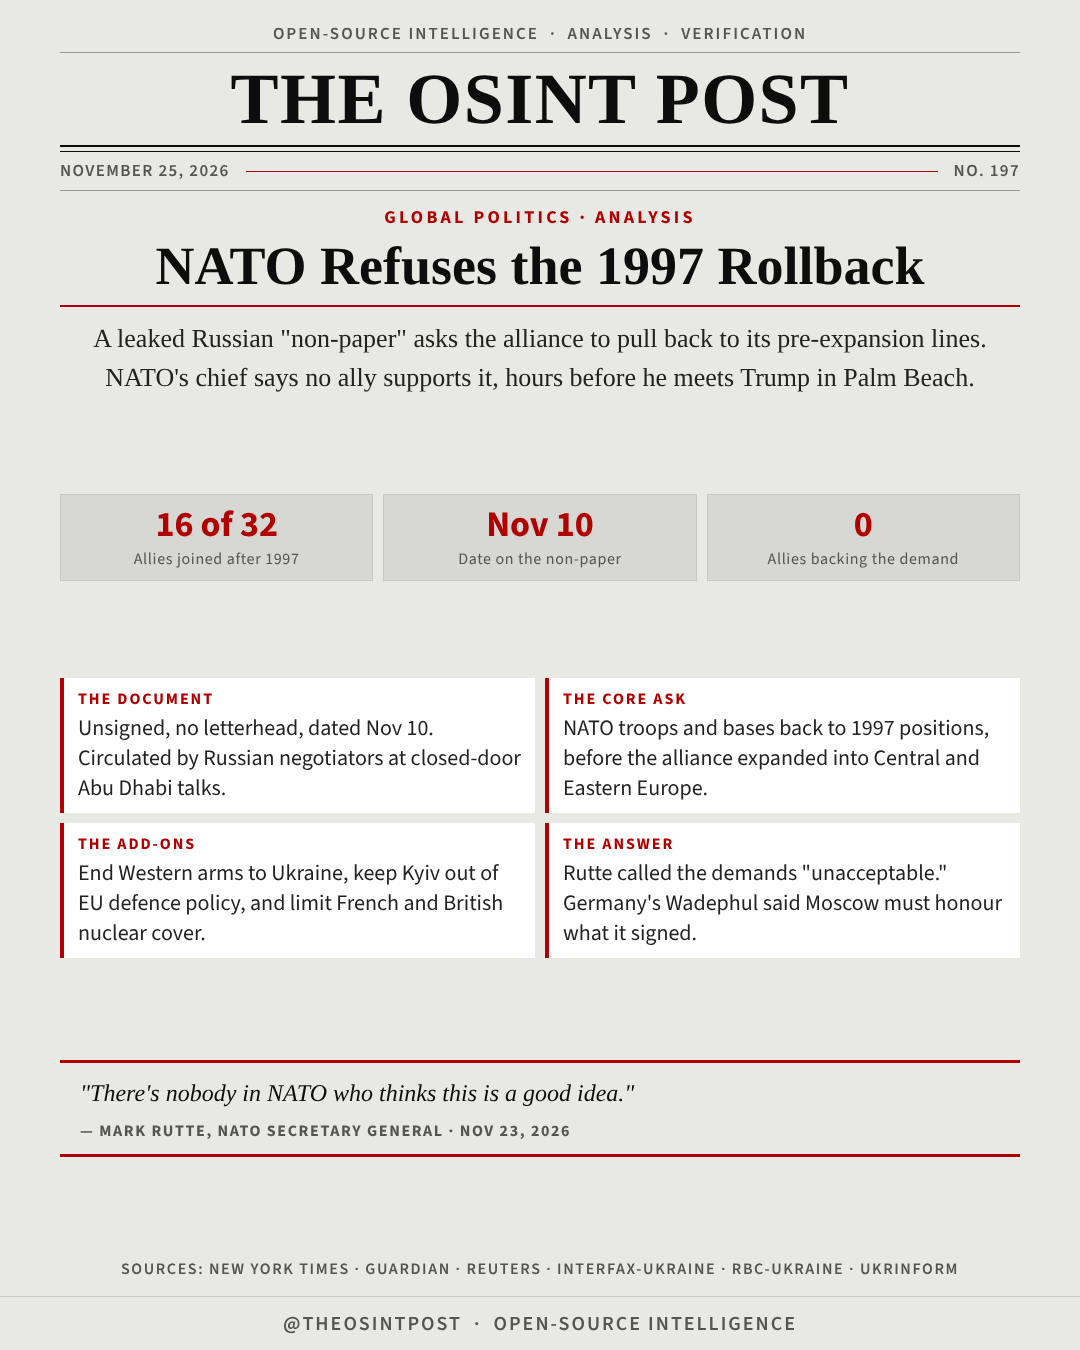 OPEN-SOURCE INTELLIGENCE · ANALYSIS · VERIFICATION
THE OSINT POST
NOVEMBER 25, 2026 NO. 197
GLOBAL POLITICS · ANALYSIS
NATO Refuses the 1997 Rollback
A leaked Russian "non-paper" asks the alliance to pull back to its pre-expansion lines.
NATO's chief says no ally supports it, hours before he meets Trump in Palm Beach.
16 of 32
Allies joined after 1997
Nov 10
Date on the non-paper
0
Allies backing the demand
THE DOCUMENT
Unsigned, no letterhead, dated Nov 10.
Circulated by Russian negotiators at closed-door
Abu Dhabi talks.
THE CORE ASK
NATO troops and bases back to 1997 positions,
before the alliance expanded into Central and
Eastern Europe.
THE ADD-ONS
End Western arms to Ukraine, keep Kyiv out of
EU defence policy, and limit French and British
nuclear cover.
THE ANSWER
Rutte called the demands "unacceptable."
Germany's Wadephul said Moscow must honour
what it signed.
"There's nobody in NATO who thinks this is a good idea."
— MARK RUTTE, NATO SECRETARY GENERAL · NOV 23, 2026
SOURCES: NEW YORK TIMES · GUARDIAN · REUTERS · INTERFAX-UKRAINE · RBC-UKRAINE · UKRINFORM
@THEOSINTPOST · OPEN-SOURCE INTELLIGENCE